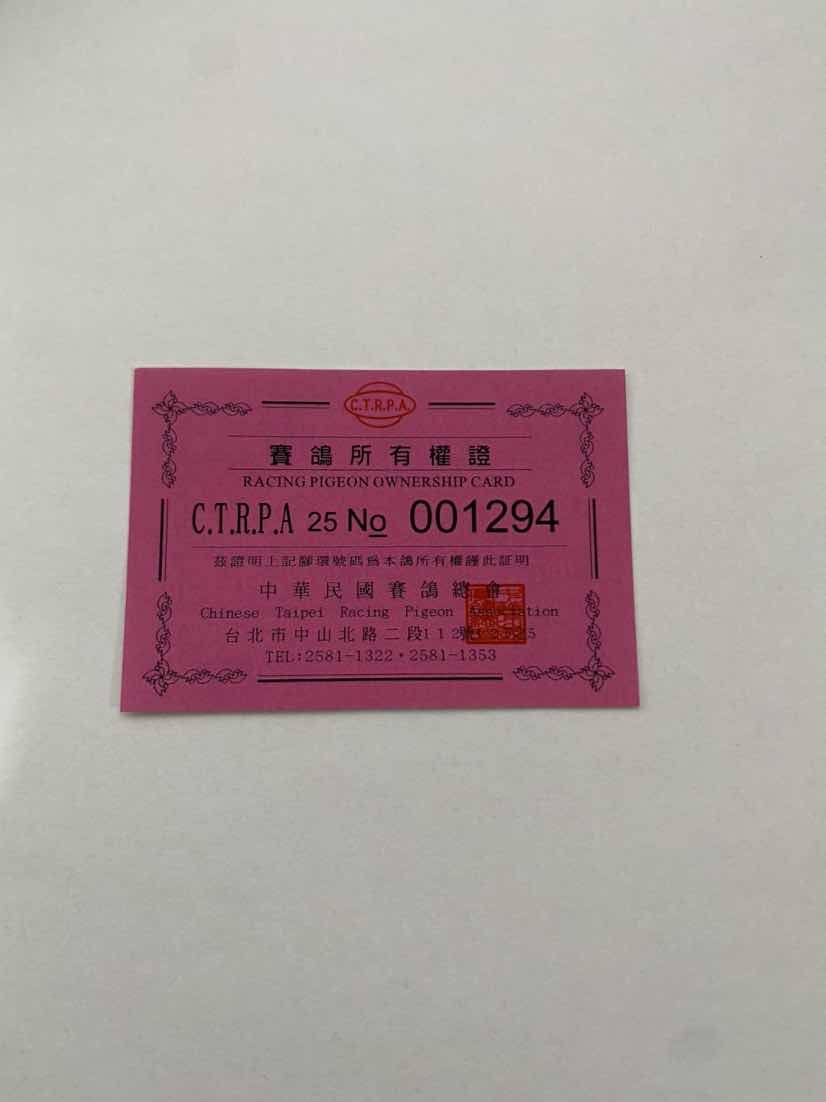 C.T.R.P.A.
賽鴿所有權證
RACING PIGEON OWNERSHIP CARD
C.T.R.P.A 25 No 001294
茲證明上記腳環號碼為本鴿所有權謹此証明
中華民國賽鴿總會
Chinese Taipei Racing Pigeon Association
台北市中山北路二段112號
TEL:2581-1322・2581-1353